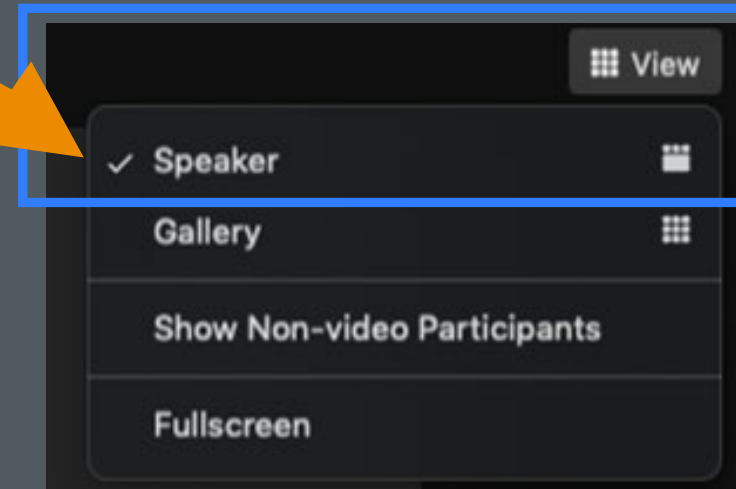 View
Speaker
Gallery
Show Non-video Participants
Fullscreen